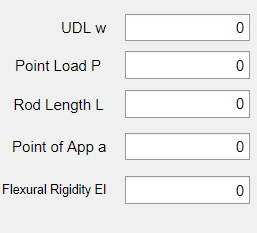 UDL w 0
Point Load P 0
Rod Length L 0
Point of App a 0
Flexural Rigidity EI 0